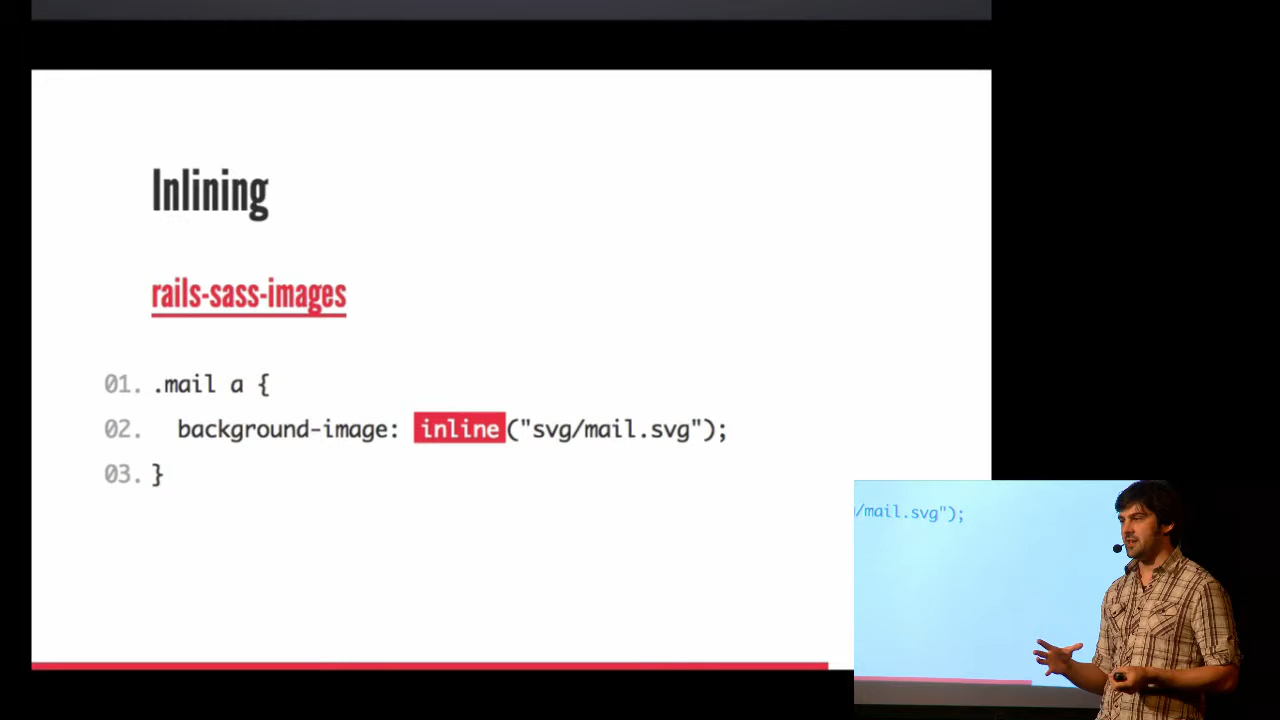 Inlining
rails-sass-images
01. .mail a {
02.   background-image: inline("svg/mail.svg");
03. }
/mail.svg");